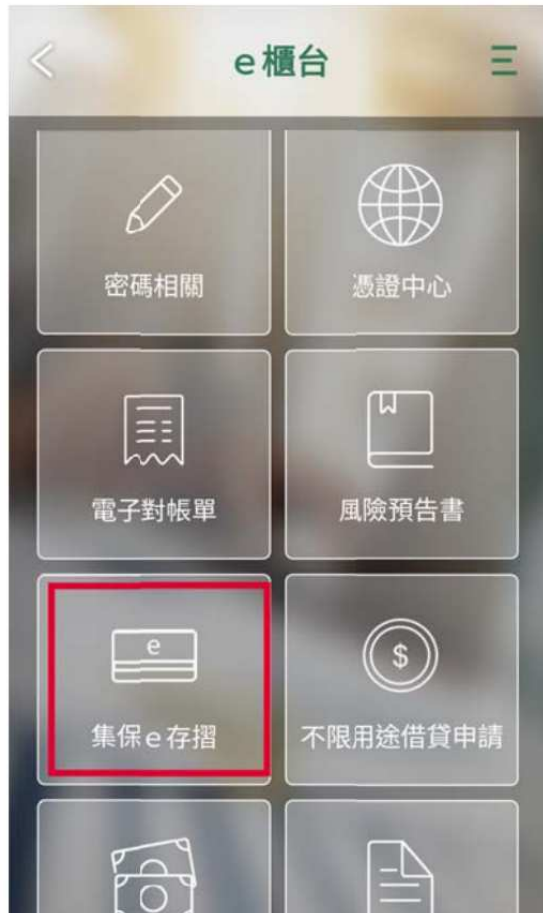 e櫃台
密碼相關
憑證中心
電子對帳單
風險預告書
e
$
集保e存摺
不限用途借貸申請